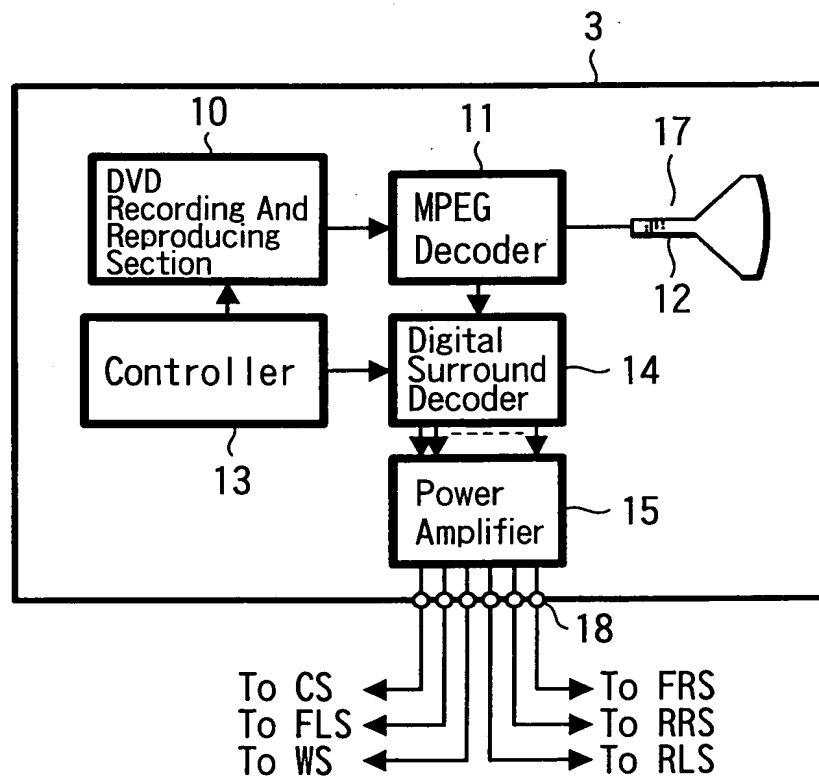 3
10
11
17
DVD
Recording And
Reproducing
Section
MPEG
Decoder
12
Controller
Digital
Surround
Decoder
14
13
Power
Amplifier
15
18
To CS
To FRS
To FLS
To RRS
To WS
To RLS